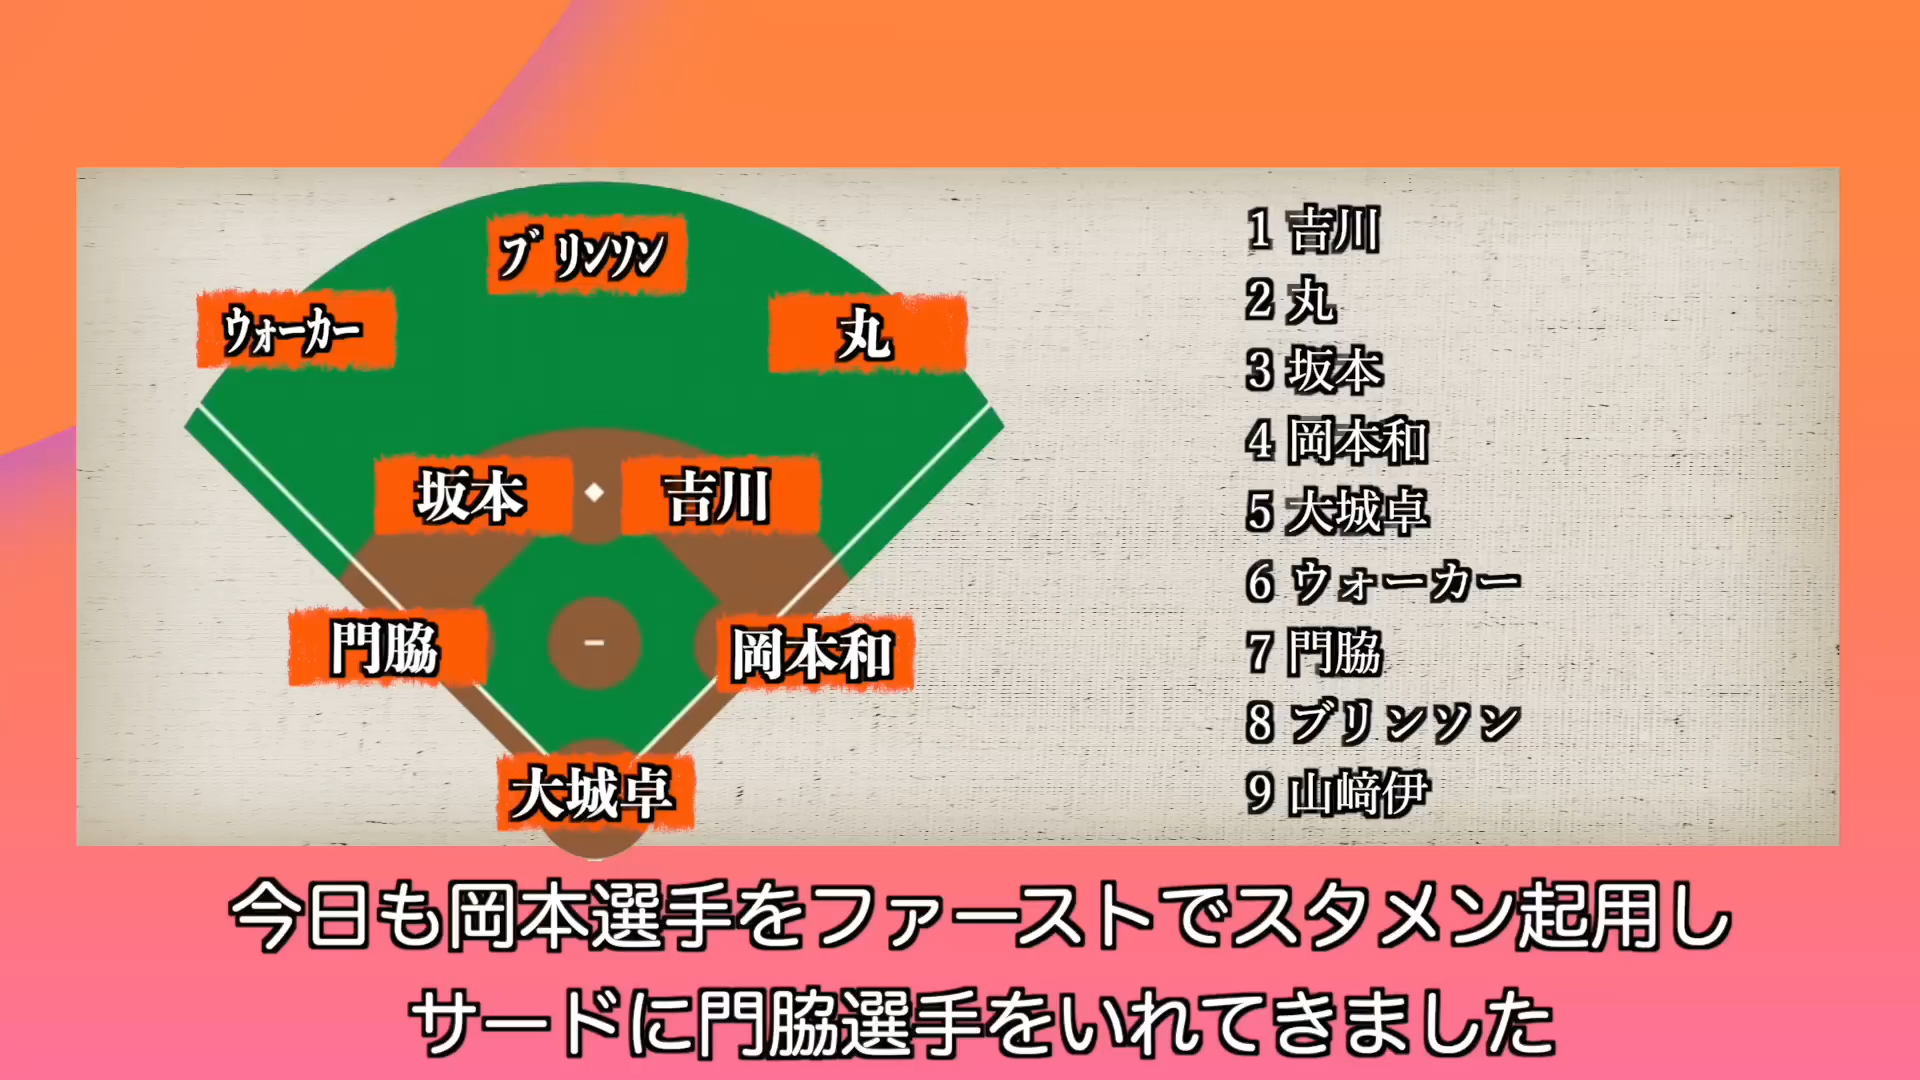 ﾌﾞﾘﾝｿﾝ
ｳｫｰｶｰ
丸
坂本
吉川
門脇
岡本和
大城卓
1 吉川
2 丸
3 坂本
4 岡本和
5 大城卓
6 ウォーカー
7 門脇
8 ブリンソン
9 山﨑伊
今日も岡本選手をファーストでスタメン起用し
サードに門脇選手をいれてきました